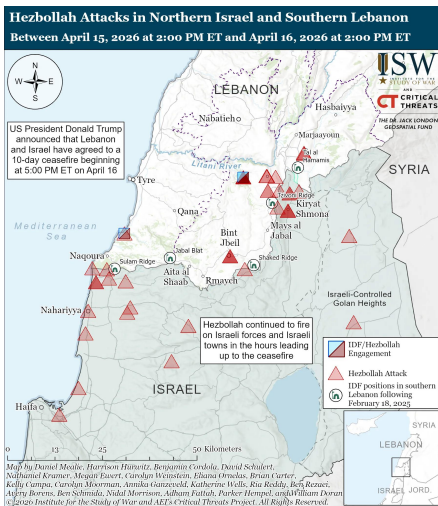 Hezbollah Attacks in Northern Israel and Southern Lebanon
Between April 15, 2026 at 2:00 PM ET and April 16, 2026 at 2:00 PM ET
N
W
E
S
ISW
INSTITUTE FOR THE
STUDY OF WAR
AND
CT CRITICAL
THREATS
THE DR. JACK LONDON
GEOSPATIAL FUND
US President Donald Trump
announced that Lebanon
and Israel have agreed to a
10-day ceasefire beginning
at 5:00 PM ET on April 16
LEBANON
Hasbaiyya
Nabatieh
Marjaayoun
Tal al
Hamamis
Litani River
SYRIA
Tyre
Tzivoni Ridge
Kiryat
Shmona
Qana
Mediterranean
Sea
Bint
Jbeil
Mays al
Jabal
Naqoura
Jabal Blat
Sulam Ridge
Shaked Ridge
Aita al
Shaab
Rmaych
Israeli-Controlled
Golan Heights
Nahariyya
Hezbollah continued to fire
on Israeli forces and Israeli
towns in the hours leading
up to the ceasefire
IDF/Hezbollah
Engagement
Hezbollah Attack
IDF positions in southern
Lebanon following
February 18, 2025
ISRAEL
Haifa
SYRIA
LEBANON
ISRAEL
JORD.
0
13
25
50 Kilometers
Map by Daniel Mealie, Harrison Hurwitz, Benjamin Cordola, David Schulert,
Nathaniel Kramer, Megan Ewert, Carolyn Weinstein, Eliana Ornelas, Brian Carter,
Kelly Campa, Carolyn Moorman, Annika Ganzeveld, Katherine Wells, Ria Reddy, Ben Rezaei,
Avery Borens, Ben Schmida, Nidal Morrison, Adham Fattah, Parker Hempel, and William Doran
©2026 Institute for the Study of War and AEI's Critical Threats Project. All Rights Reserved.